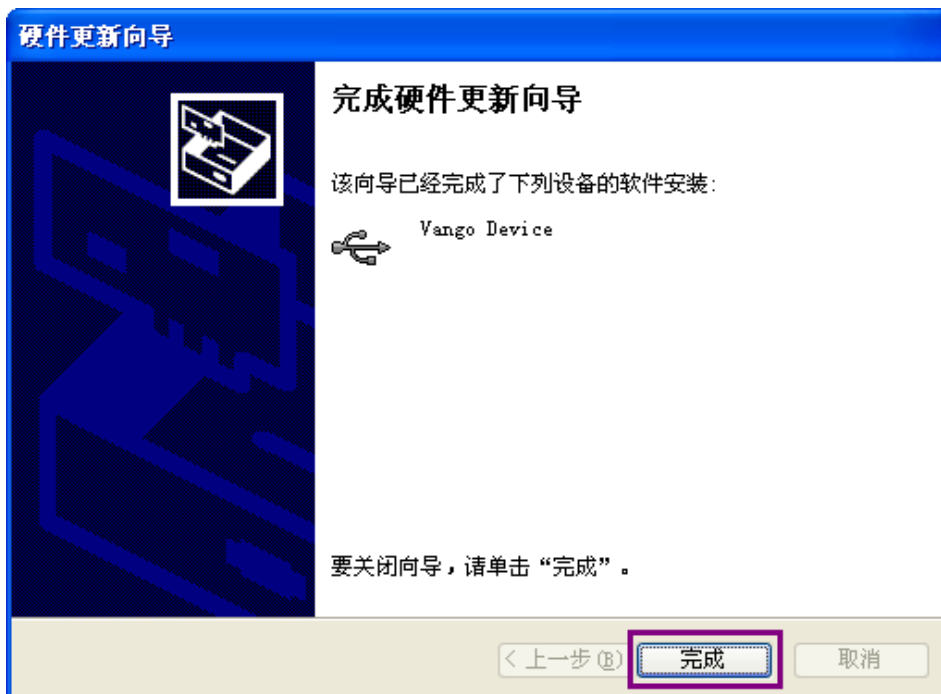 硬件更新向导
完成硬件更新向导
该向导已经完成了下列设备的软件安装:
Vango Device
要关闭向导，请单击“完成”。
< 上一步(B)
完成
取消